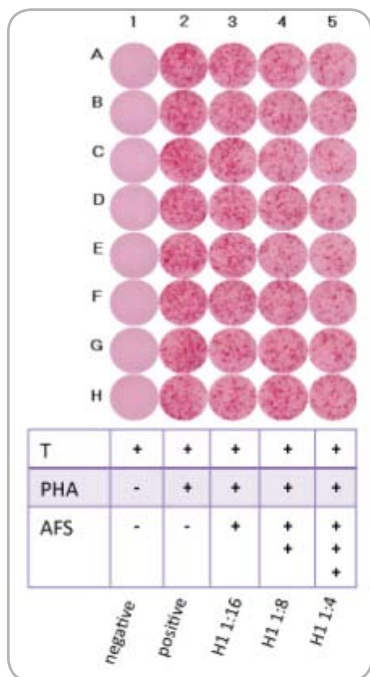 1 2 3 4 5
A
B
C
D
E
F
G
H
T + + + + +
PHA - + + + +
AFS - - + + +
+ +
+
negative positive H1 1:16 H1 1:8 H1 1:4